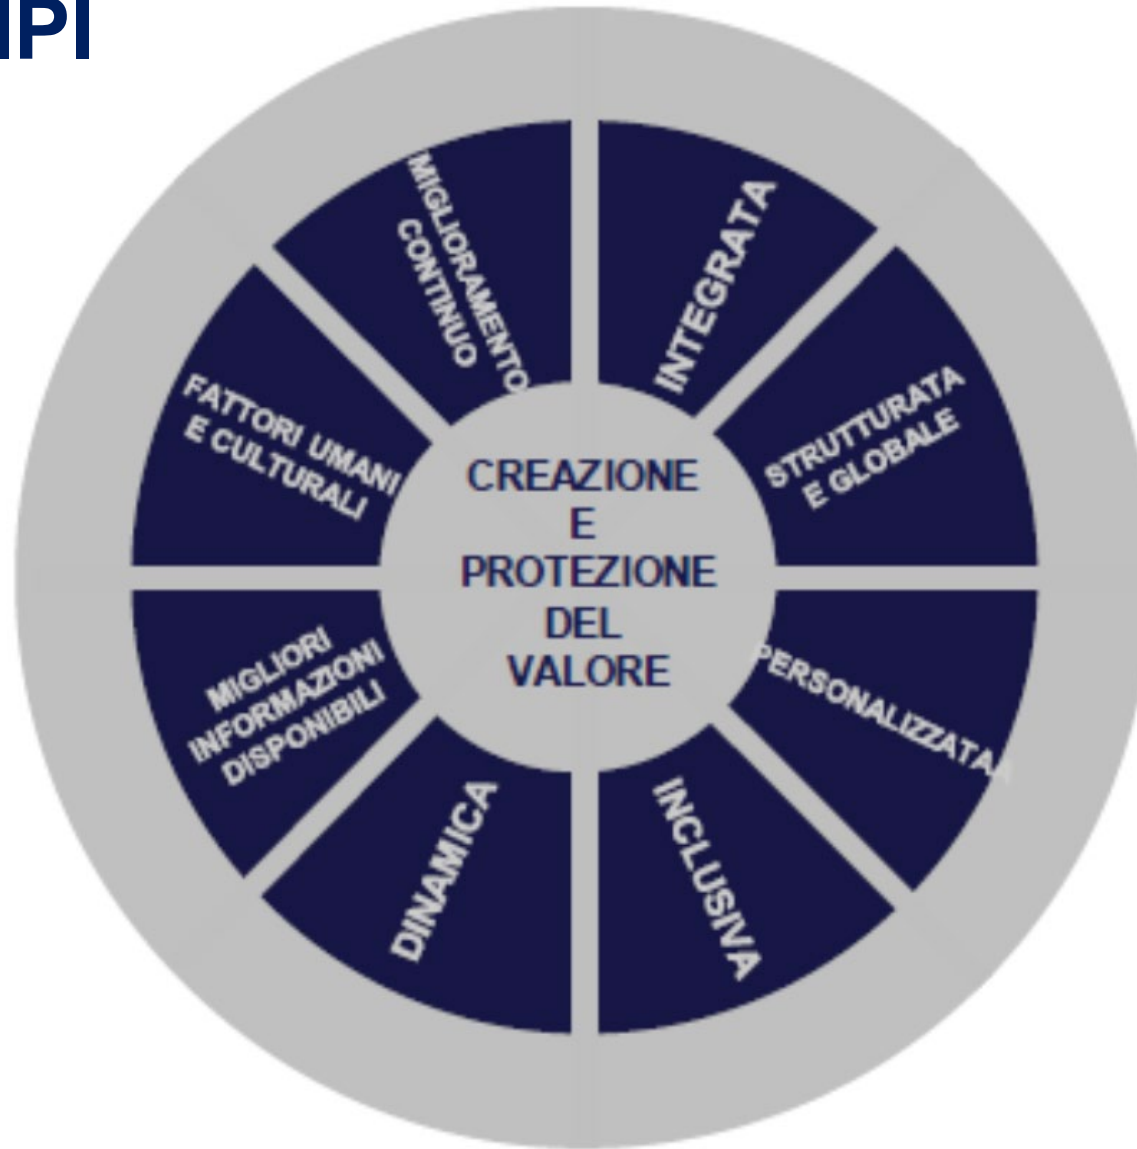 IPI
INTEGRATA
STRUTTURATA
E GLOBALE
PERSONALIZZATA
INCLUSIVA
DINAMICA
MIGLIORI
INFORMAZIONI
DISPONIBILI
FATTORI UMANI
E CULTURALI
MIGLIORAMENTO
CONTINUO
CREAZIONE
E
PROTEZIONE
DEL
VALORE